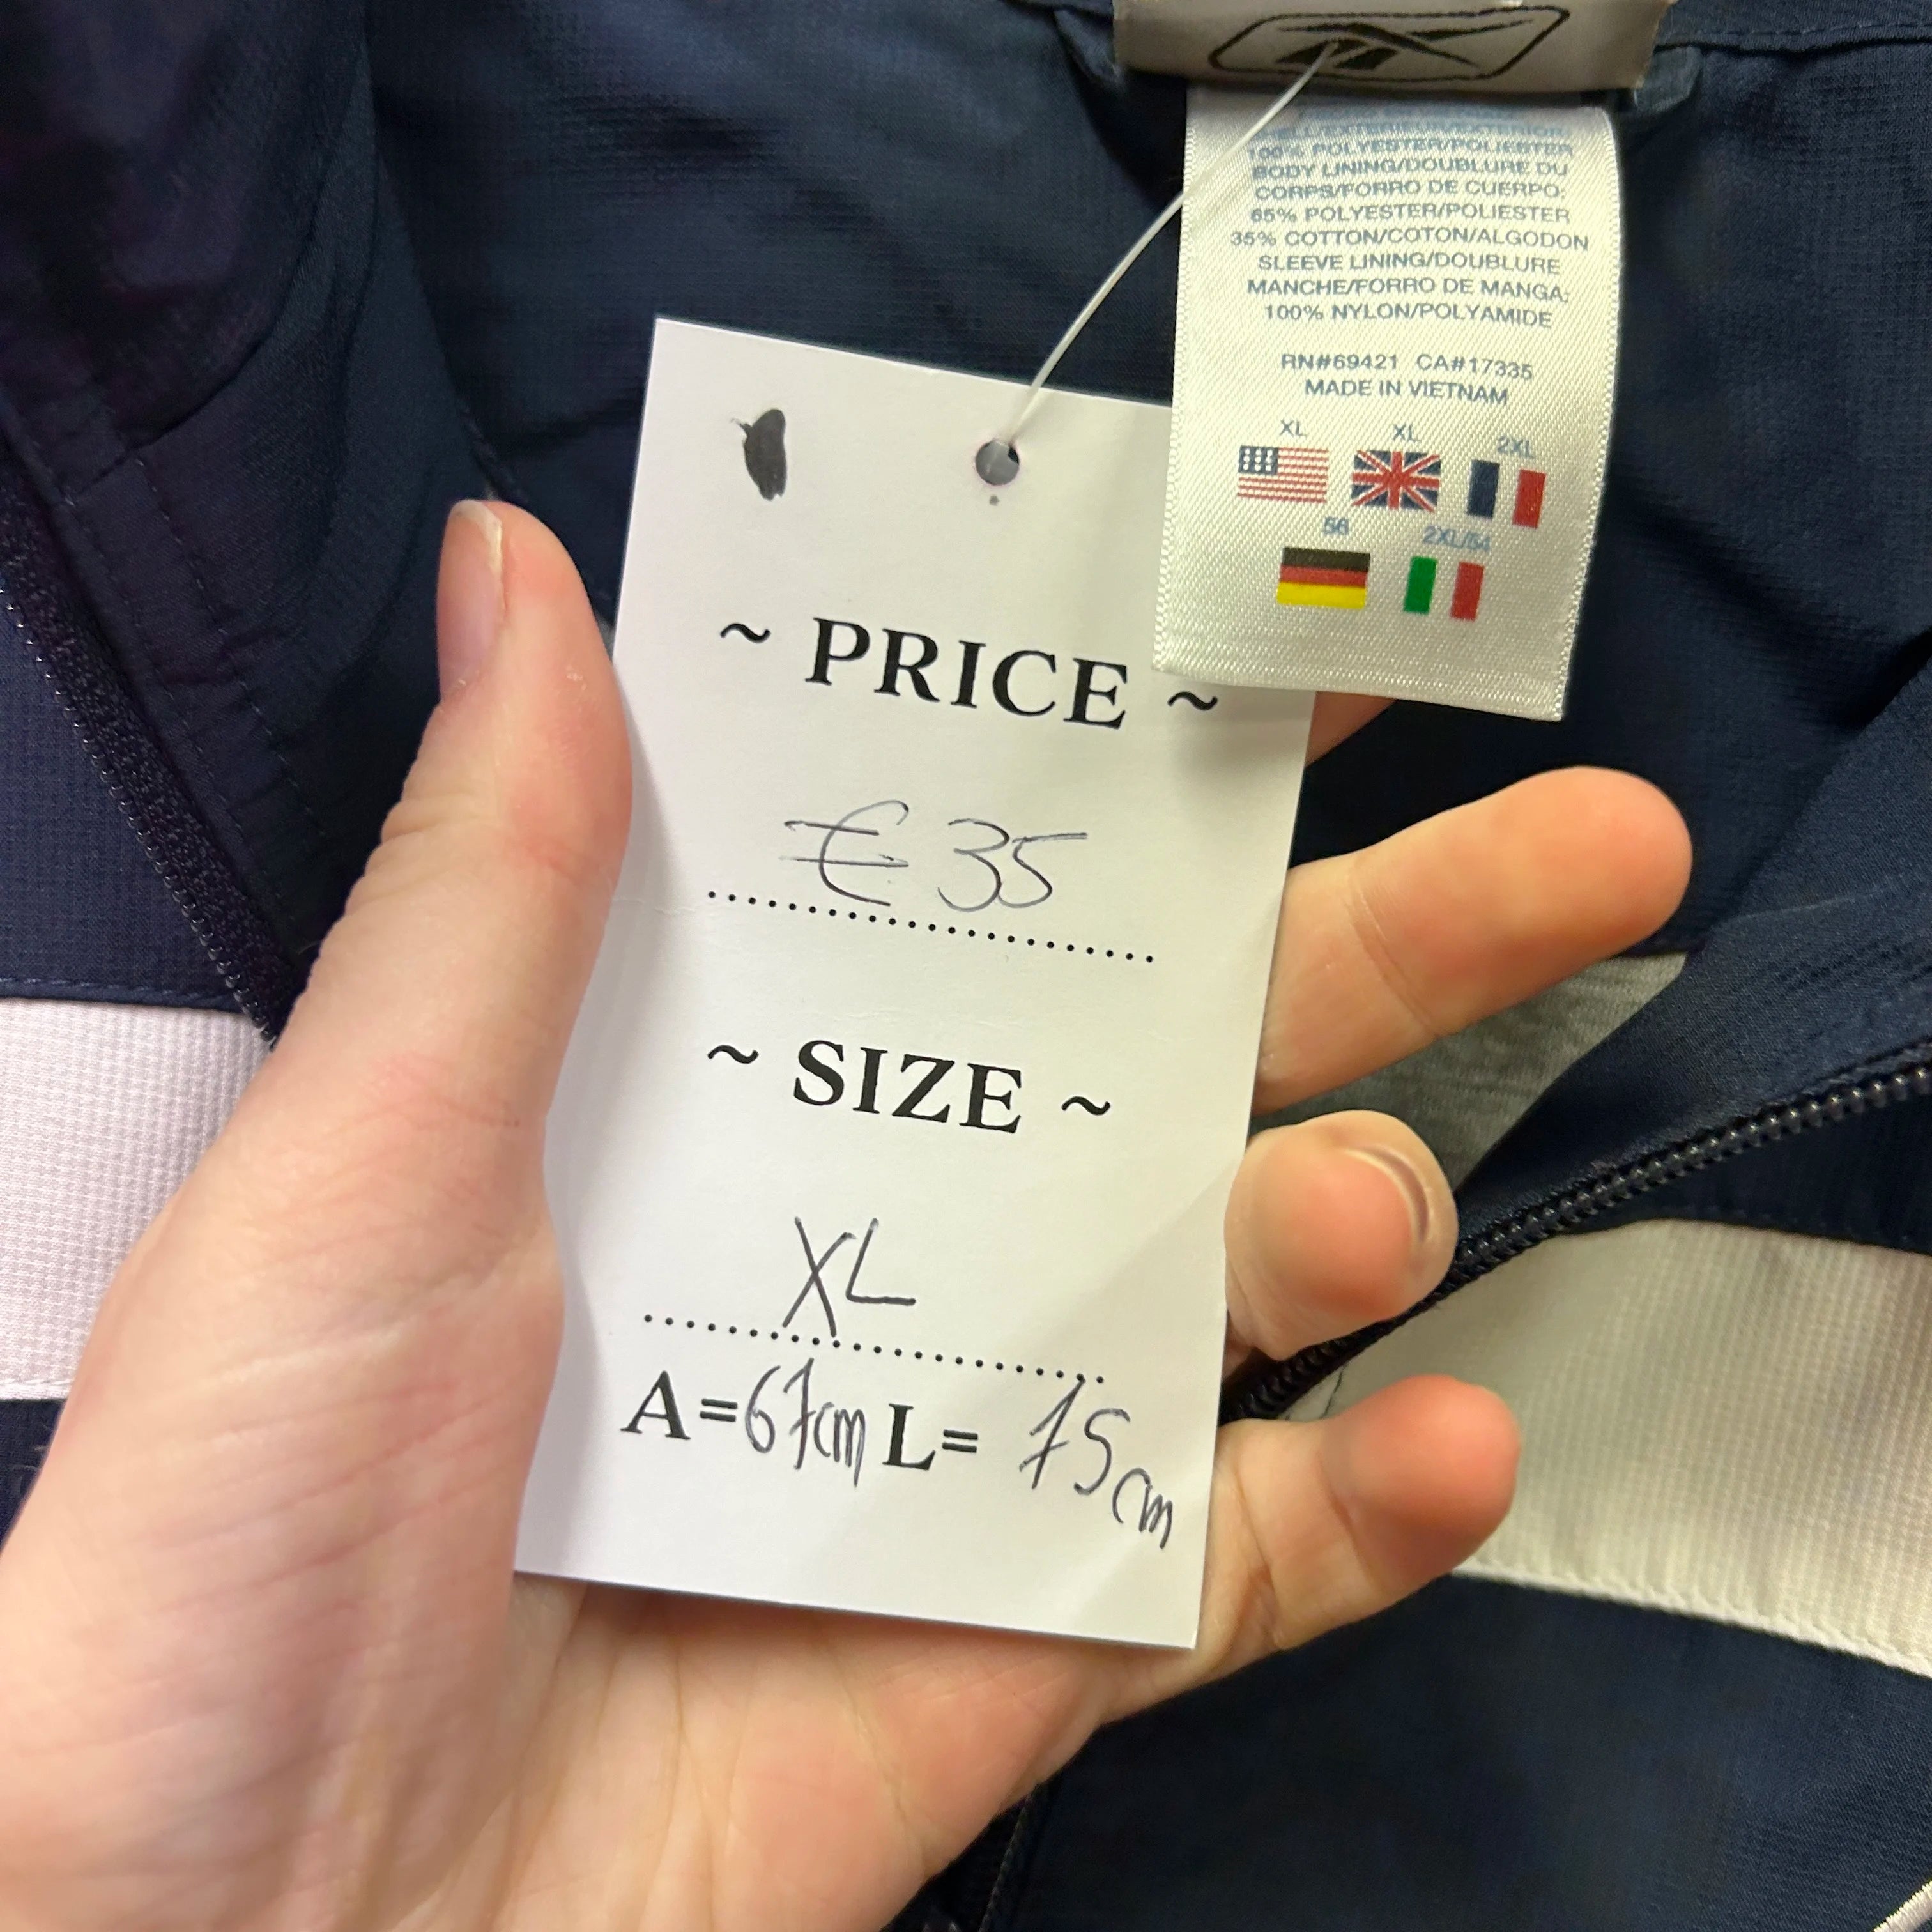 100% POLYESTER/POLIESTER
BODY LINING/DOUBLURE DU
CORPS/FORRO DE CUERPO:
65% POLYESTER/POLIESTER
35% COTTON/COTON/ALGODON
SLEEVE LINING/DOUBLURE
MANCHE/FORRO DE MANGA:
100% NYLON/POLYAMIDE
RN#69421 CA#17335
MADE IN VIETNAM
XL XL 2XL
56 2XL/54
~ PRICE ~
€ 35
~ SIZE ~
XL
A=67cm L= 75cm